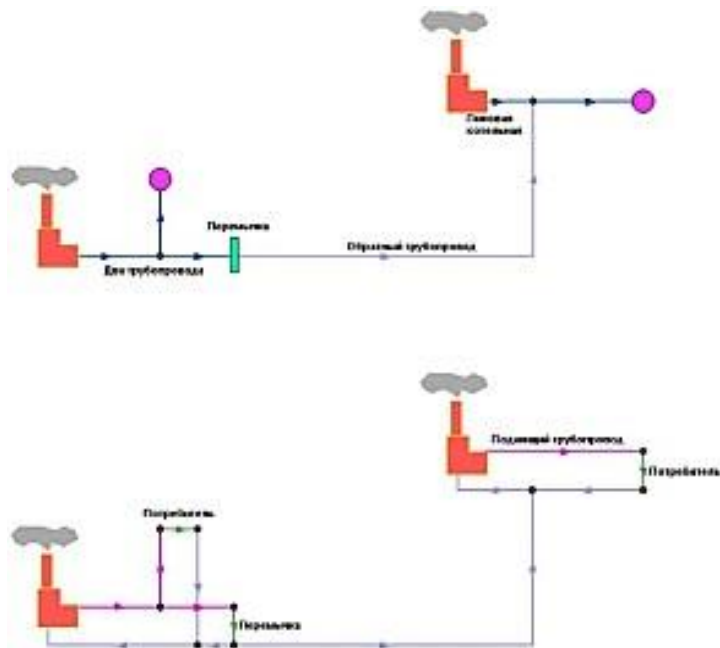 Пиковая
котельная
Перемычка
Обратный трубопровод
Два трубопровода
Подающий трубопровод
Потребитель
Потребитель
Перемычка